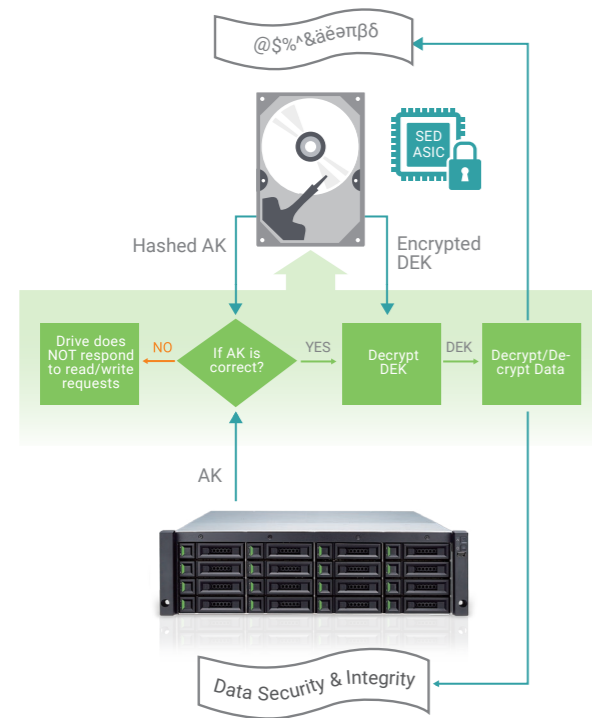 @$%^&äĕəπβδ
SED
ASIC
Hashed AK
Encrypted
DEK
Drive does
NOT respond
to read/write
requests
NO
If AK is
correct?
YES
Decrypt
DEK
DEK
Decrypt/De-
crypt Data
AK
Data Security & Integrity